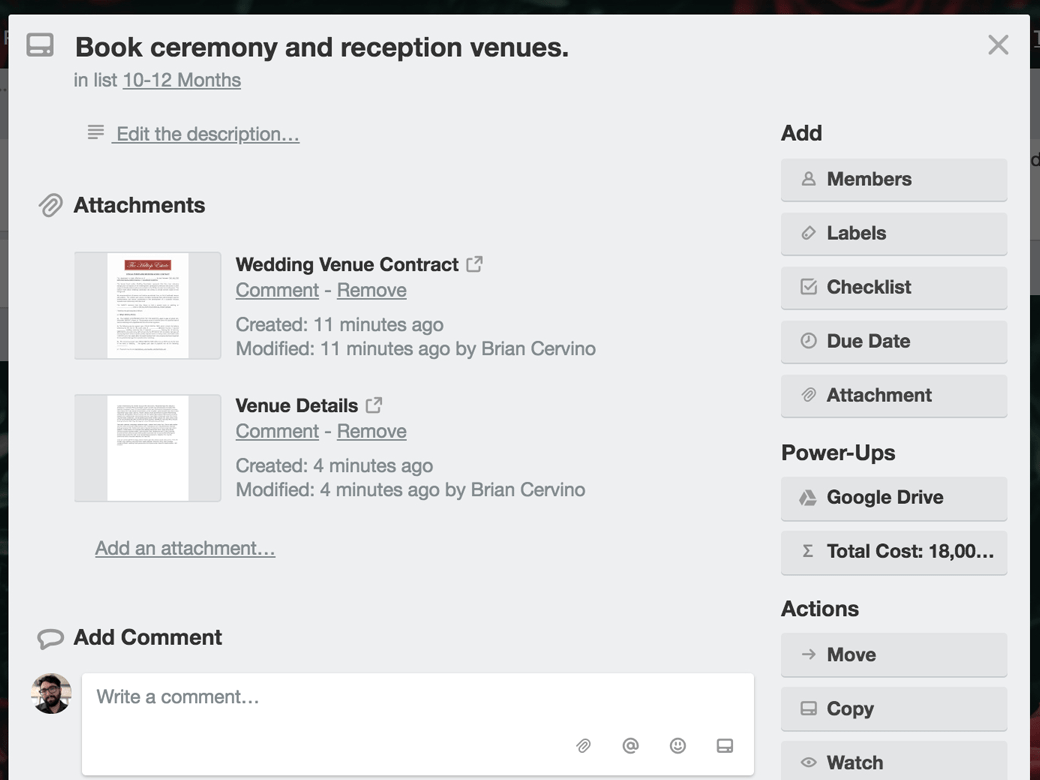 Book ceremony and reception venues.
in list 10-12 Months
Edit the description…
Attachments
The Hilltop Estate
Wedding Venue Contract
Comment - Remove
Created: 11 minutes ago
Modified: 11 minutes ago by Brian Cervino
Venue Details
Comment - Remove
Created: 4 minutes ago
Modified: 4 minutes ago by Brian Cervino
Add an attachment…
Add Comment
Write a comment…
Add
Members
Labels
Checklist
Due Date
Attachment
Power-Ups
Google Drive
Σ Total Cost: 18,00…
Actions
Move
Copy
Watch